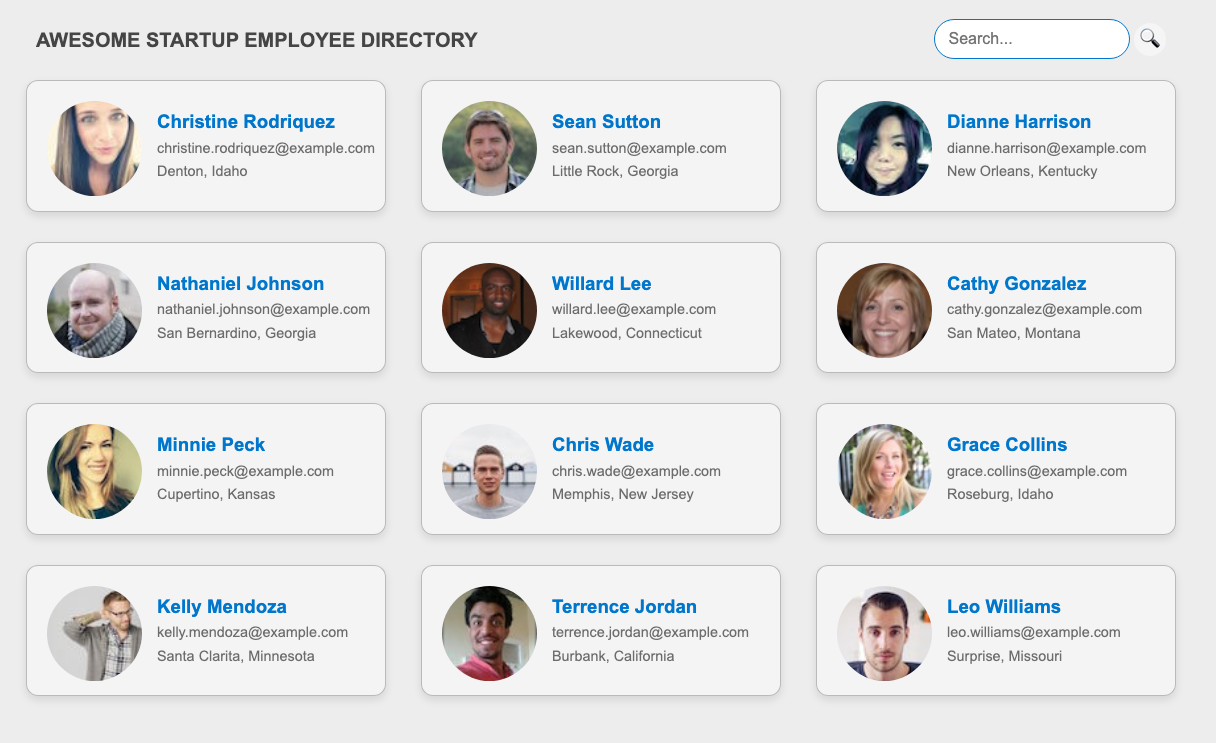 AWESOME STARTUP EMPLOYEE DIRECTORY
Search...
Christine Rodriquez
christine.rodriquez@example.com
Denton, Idaho
Sean Sutton
sean.sutton@example.com
Little Rock, Georgia
Dianne Harrison
dianne.harrison@example.com
New Orleans, Kentucky
Nathaniel Johnson
nathaniel.johnson@example.com
San Bernardino, Georgia
Willard Lee
willard.lee@example.com
Lakewood, Connecticut
Cathy Gonzalez
cathy.gonzalez@example.com
San Mateo, Montana
Minnie Peck
minnie.peck@example.com
Cupertino, Kansas
Chris Wade
chris.wade@example.com
Memphis, New Jersey
Grace Collins
grace.collins@example.com
Roseburg, Idaho
Kelly Mendoza
kelly.mendoza@example.com
Santa Clarita, Minnesota
Terrence Jordan
terrence.jordan@example.com
Burbank, California
Leo Williams
leo.williams@example.com
Surprise, Missouri